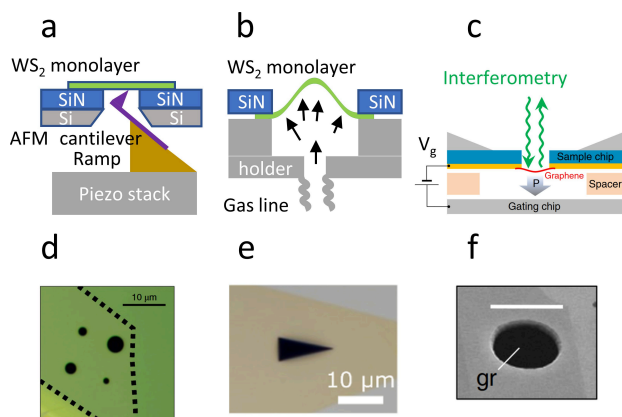 a
WS₂ monolayer
SiN
SiN
Si
Si
AFM cantilever
Ramp
Piezo stack
b
WS₂ monolayer
SiN
SiN
holder
Gas line
c
Interferometry
Vg
Sample chip
Graphene
P
Spacer
Gating chip
d
10 μm
e
10 μm
f
gr